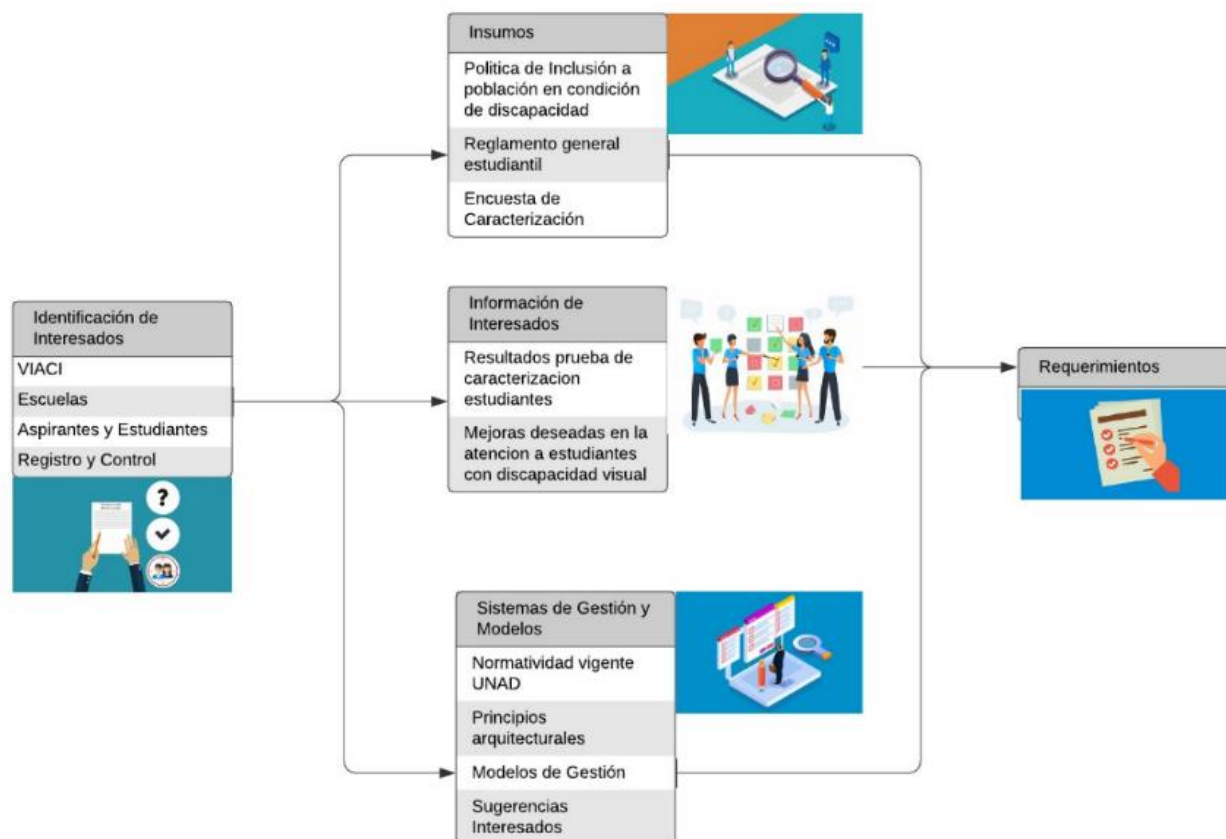 Identificación de
Interesados
VIACI
Escuelas
Aspirantes y Estudiantes
Registro y Control
Insumos
Politica de Inclusión a
población en condición
de discapacidad
Reglamento general
estudiantil
Encuesta de
Caracterización
Información de
Interesados
Resultados prueba de
caracterizacion
estudiantes
Mejoras deseadas en la
atencion a estudiantes
con discapacidad visual
Sistemas de Gestión y
Modelos
Normatividad vigente
UNAD
Principios
arquitecturales
Modelos de Gestión
Sugerencias
Interesados
Requerimientos